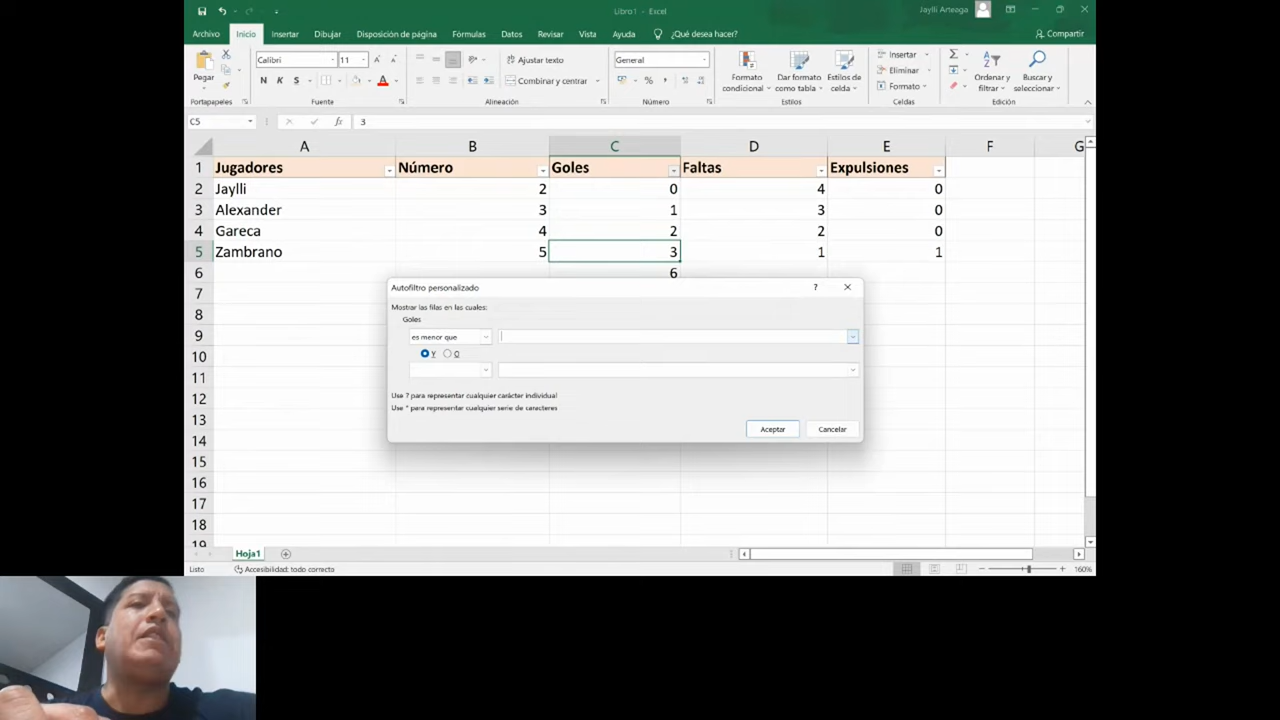 Libro1 - Excel
Jaylli Arteaga
Archivo Inicio Insertar Dibujar Disposición de página Fórmulas Datos Revisar Vista Ayuda ¿Qué desea hacer? Compartir
Pegar
Calibri 11
N K S
Ajustar texto
Combinar y centrar
General
% 
Formato condicional
Dar formato como tabla
Estilos de celda
Insertar
Eliminar
Formato
Ordenar y filtrar
Buscar y seleccionar
Portapapeles Fuente Alineación Número Estilos Celdas Edición
C5 fx 3
A B C D E F G
1 Jugadores Número Goles Faltas Expulsiones
2 Jaylli 2 0 4 0
3 Alexander 3 1 3 0
4 Gareca 4 2 2 0
5 Zambrano 5 3 1 1
6 6
7
8
9
10
11
12
13
14
15
16
17
18
19
Autofiltro personalizado ?
Mostrar las filas en las cuales:
Goles
es menor que
Y O
Use ? para representar cualquier carácter individual
Use * para representar cualquier serie de caracteres
Aceptar Cancelar
Hoja1
Listo Accesibilidad: todo correcto 160%